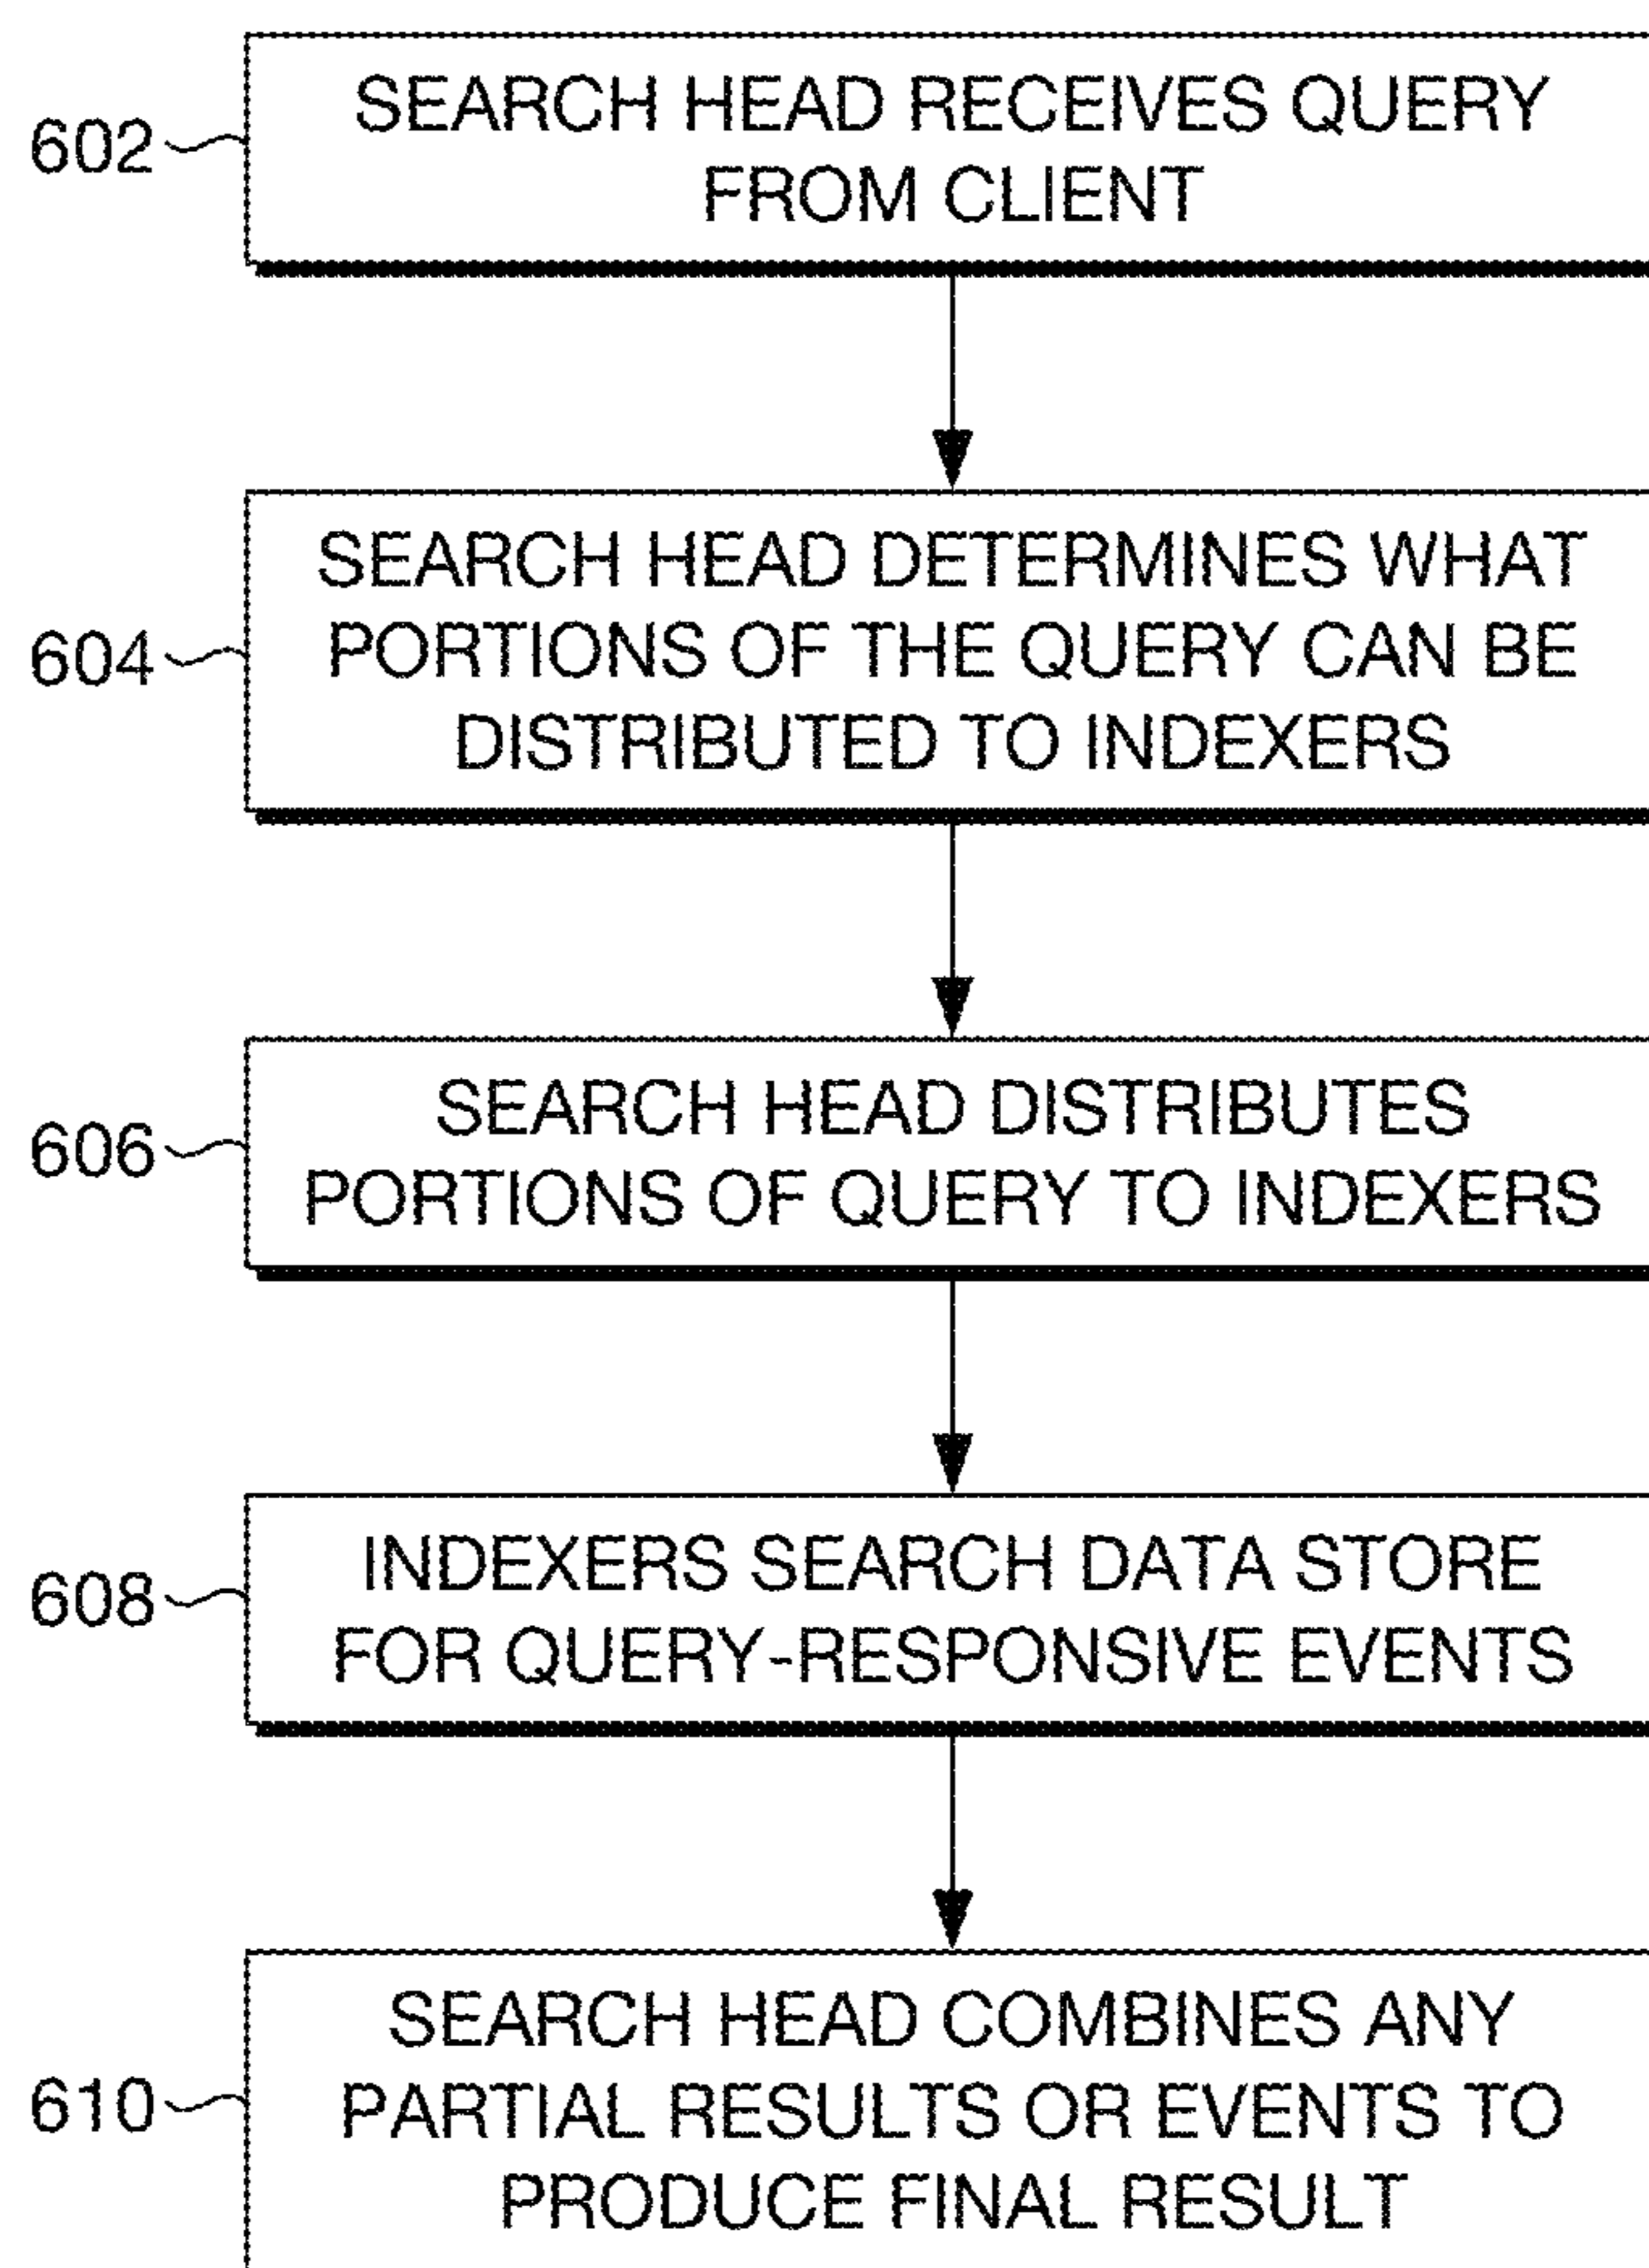 602
SEARCH HEAD RECEIVES QUERY
FROM CLIENT
604
SEARCH HEAD DETERMINES WHAT
PORTIONS OF THE QUERY CAN BE
DISTRIBUTED TO INDEXERS
606
SEARCH HEAD DISTRIBUTES
PORTIONS OF QUERY TO INDEXERS
608
INDEXERS SEARCH DATA STORE
FOR QUERY-RESPONSIVE EVENTS
610
SEARCH HEAD COMBINES ANY
PARTIAL RESULTS OR EVENTS TO
PRODUCE FINAL RESULT